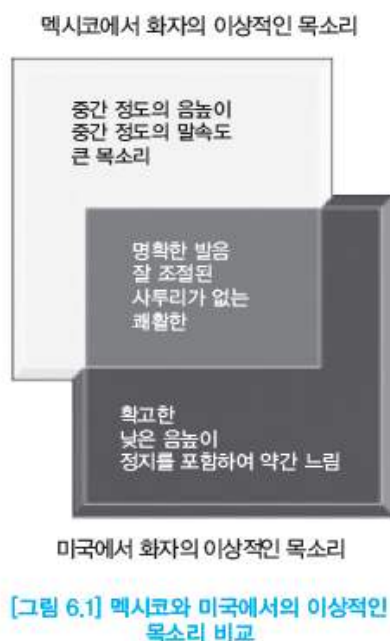 멕시코에서 화자의 이상적인 목소리
중간 정도의 음높이
중간 정도의 말속도
큰 목소리
명확한 발음
잘 조절된
사투리가 없는
쾌활한
확고한
낮은 음높이
정지를 포함하여 약간 느림
미국에서 화자의 이상적인 목소리
[그림 6.1] 멕시코와 미국에서의 이상적인
목소리 비교